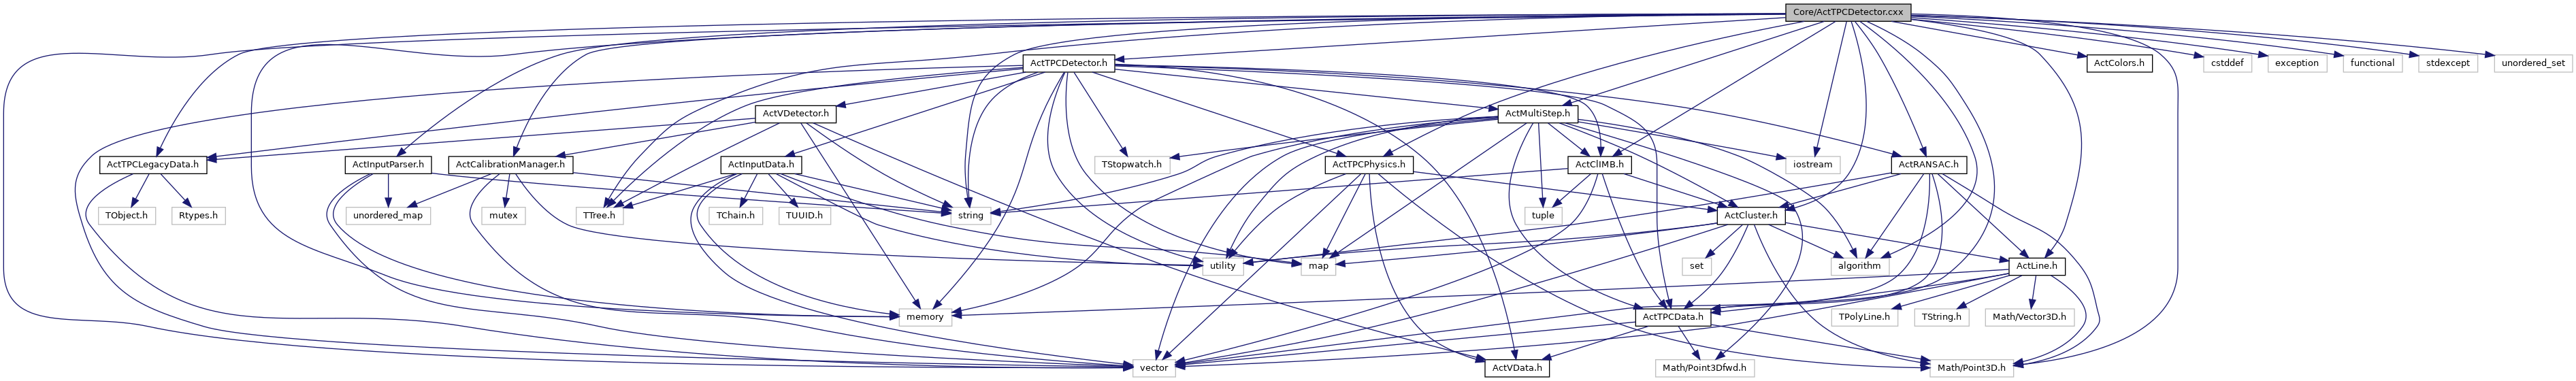 Core/ActTPCDetector.cxx
ActTPCDetector.h
ActColors.h
cstddef
exception
functional
stdexcept
unordered_set
ActVDetector.h
ActMultiStep.h
ActTPCLegacyData.h
ActInputParser.h
ActCalibrationManager.h
ActInputData.h
TStopwatch.h
ActTPCPhysics.h
ActClIMB.h
iostream
ActRANSAC.h
TObject.h
Rtypes.h
unordered_map
mutex
TTree.h
TChain.h
TUUID.h
string
tuple
ActCluster.h
utility
map
set
algorithm
ActLine.h
memory
ActTPCData.h
TPolyLine.h
TString.h
Math/Vector3D.h
vector
ActVData.h
Math/Point3Dfwd.h
Math/Point3D.h